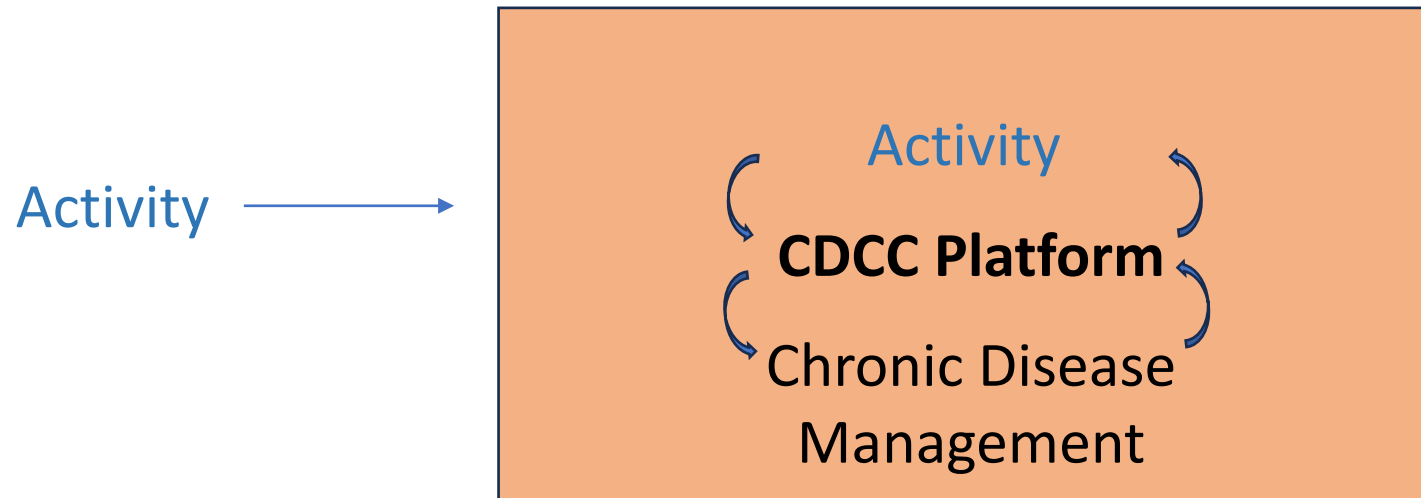 Activity
Activity
CDCC Platform
Chronic Disease
Management